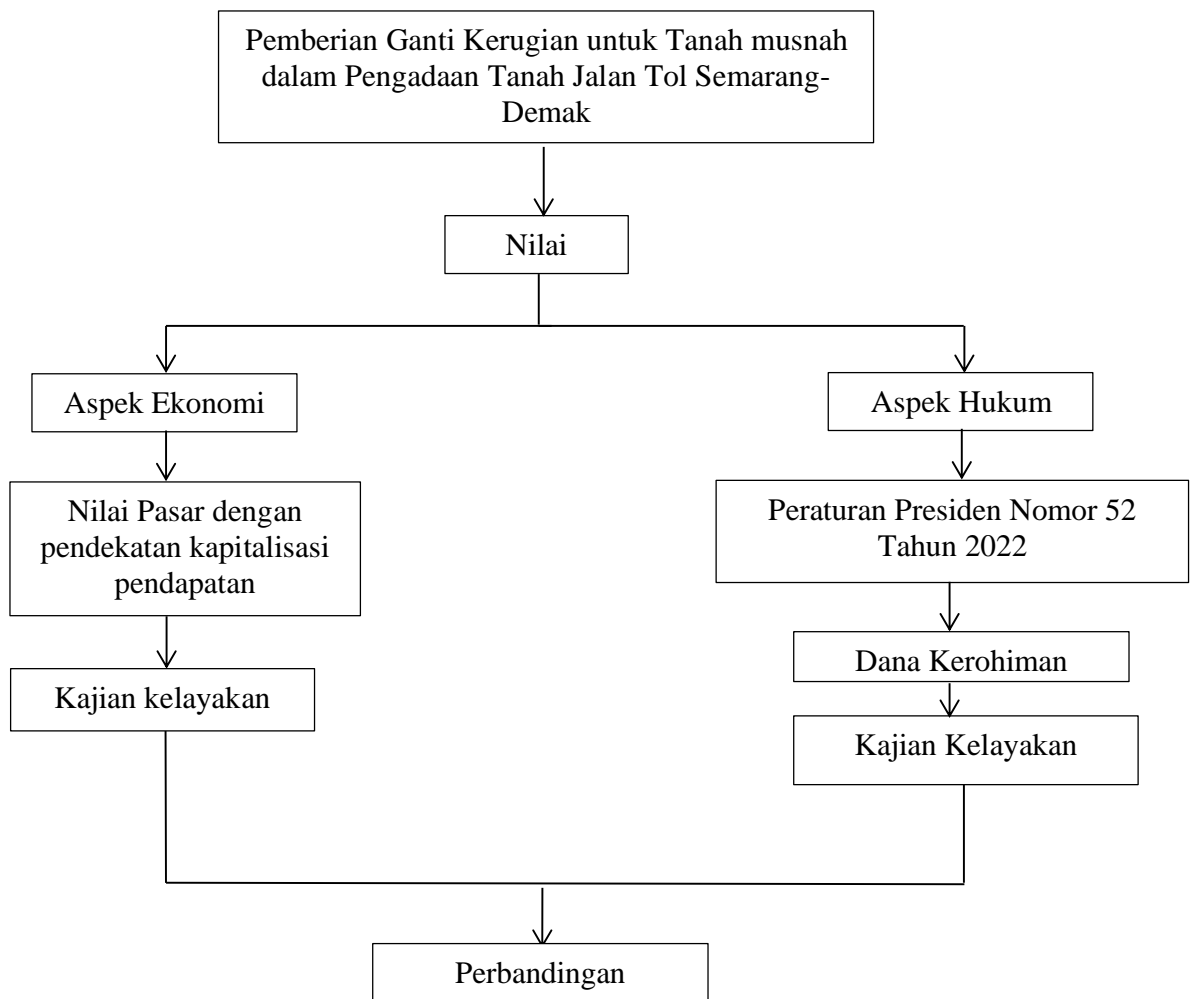 Pemberian Ganti Kerugian untuk Tanah musnah
dalam Pengadaan Tanah Jalan Tol Semarang-
Demak
Nilai
Aspek Ekonomi
Nilai Pasar dengan
pendekatan kapitalisasi
pendapatan
Kajian kelayakan
Aspek Hukum
Peraturan Presiden Nomor 52
Tahun 2022
Dana Kerohiman
Kajian Kelayakan
Perbandingan